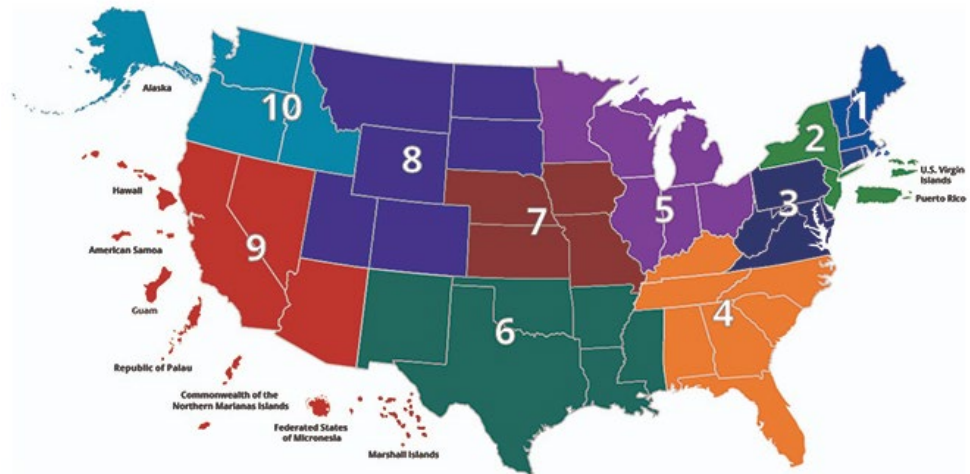 Alaska
10
8
7
5
2
1
U.S. Virgin
Islands
Puerto Rico
3
Hawaii
American Samoa
9
Guam
6
4
Republic of Palau
Commonwealth of the
Northern Marianas Islands
Federated States
of Micronesia
Marshall Islands